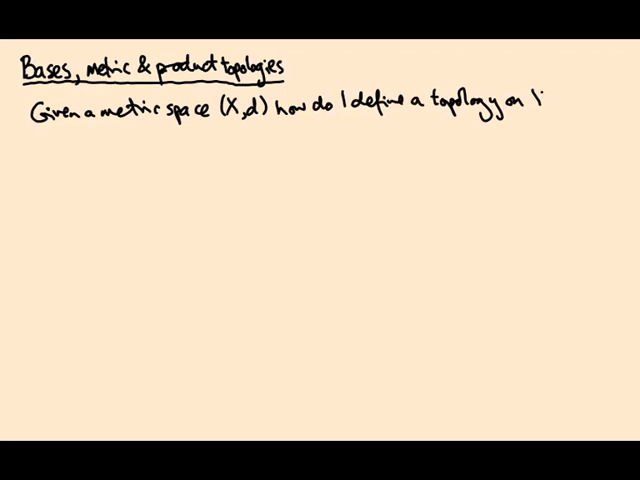 Bases, metric & product topologies
Given a metric space (X,d) how do I define a topology on